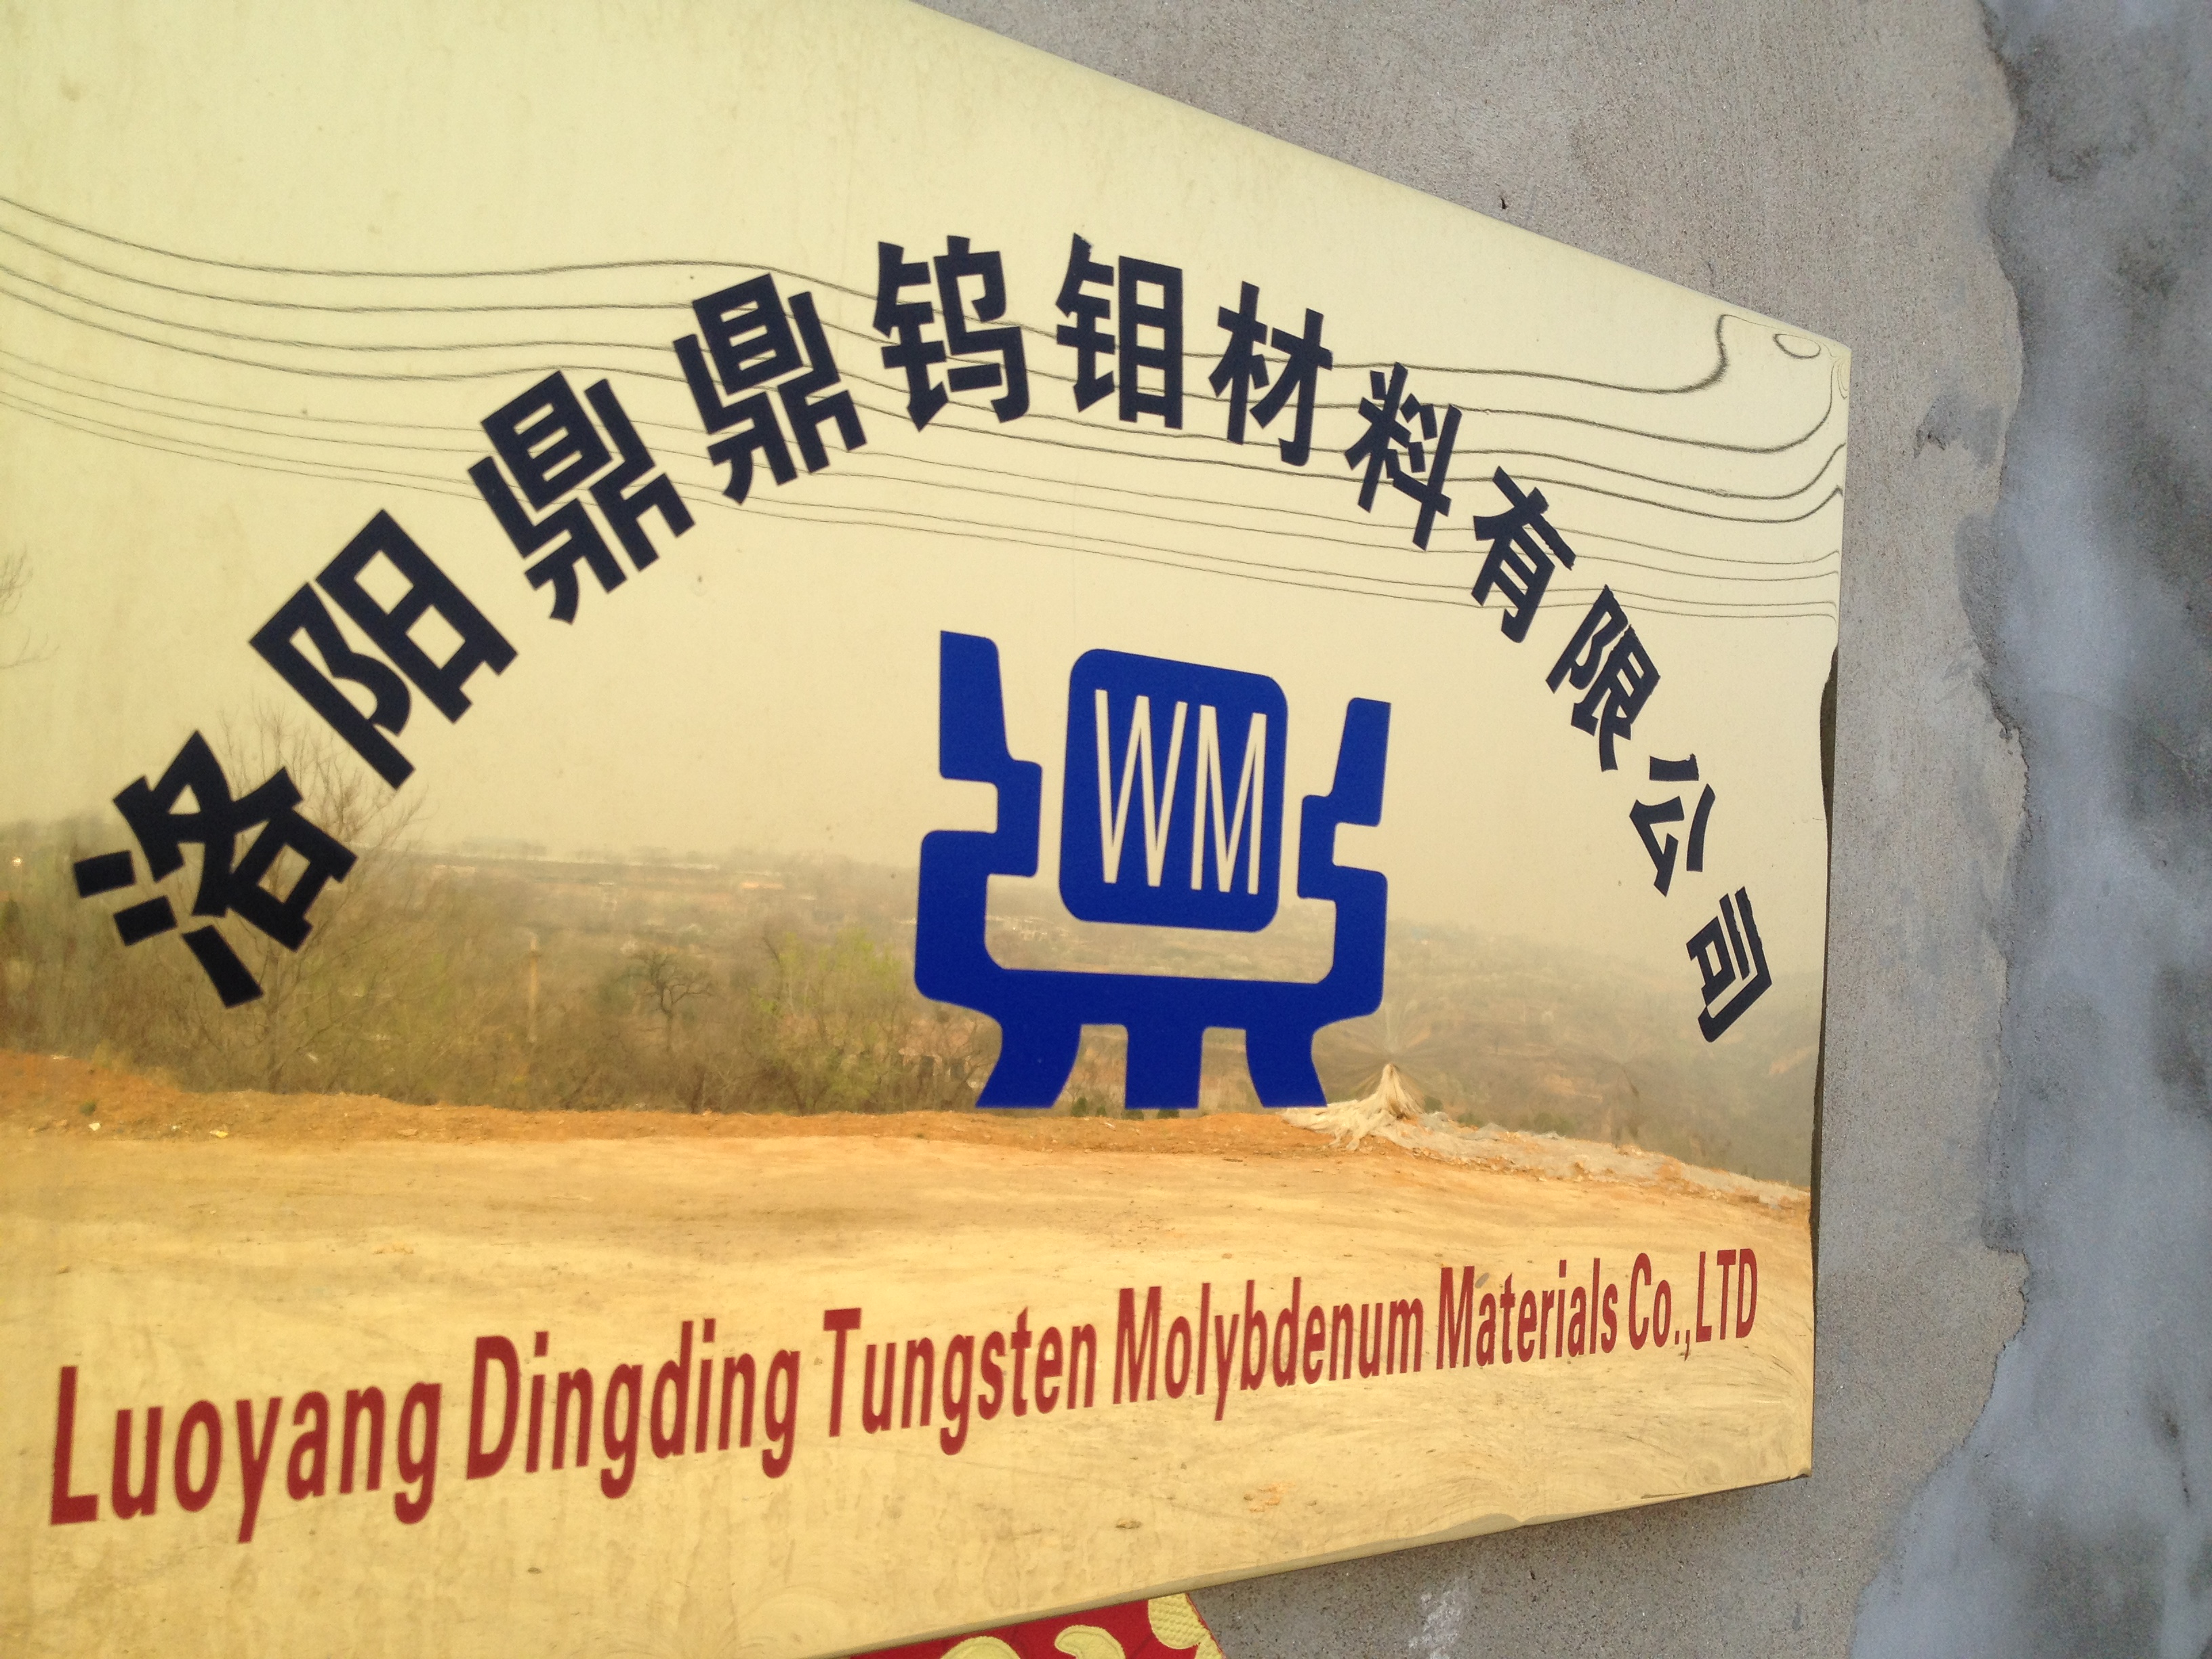 洛阳鼎鼎钨钼材料有限公司
WM
Luoyang Dingding Tungsten Molybdenum Materials Co.,LTD